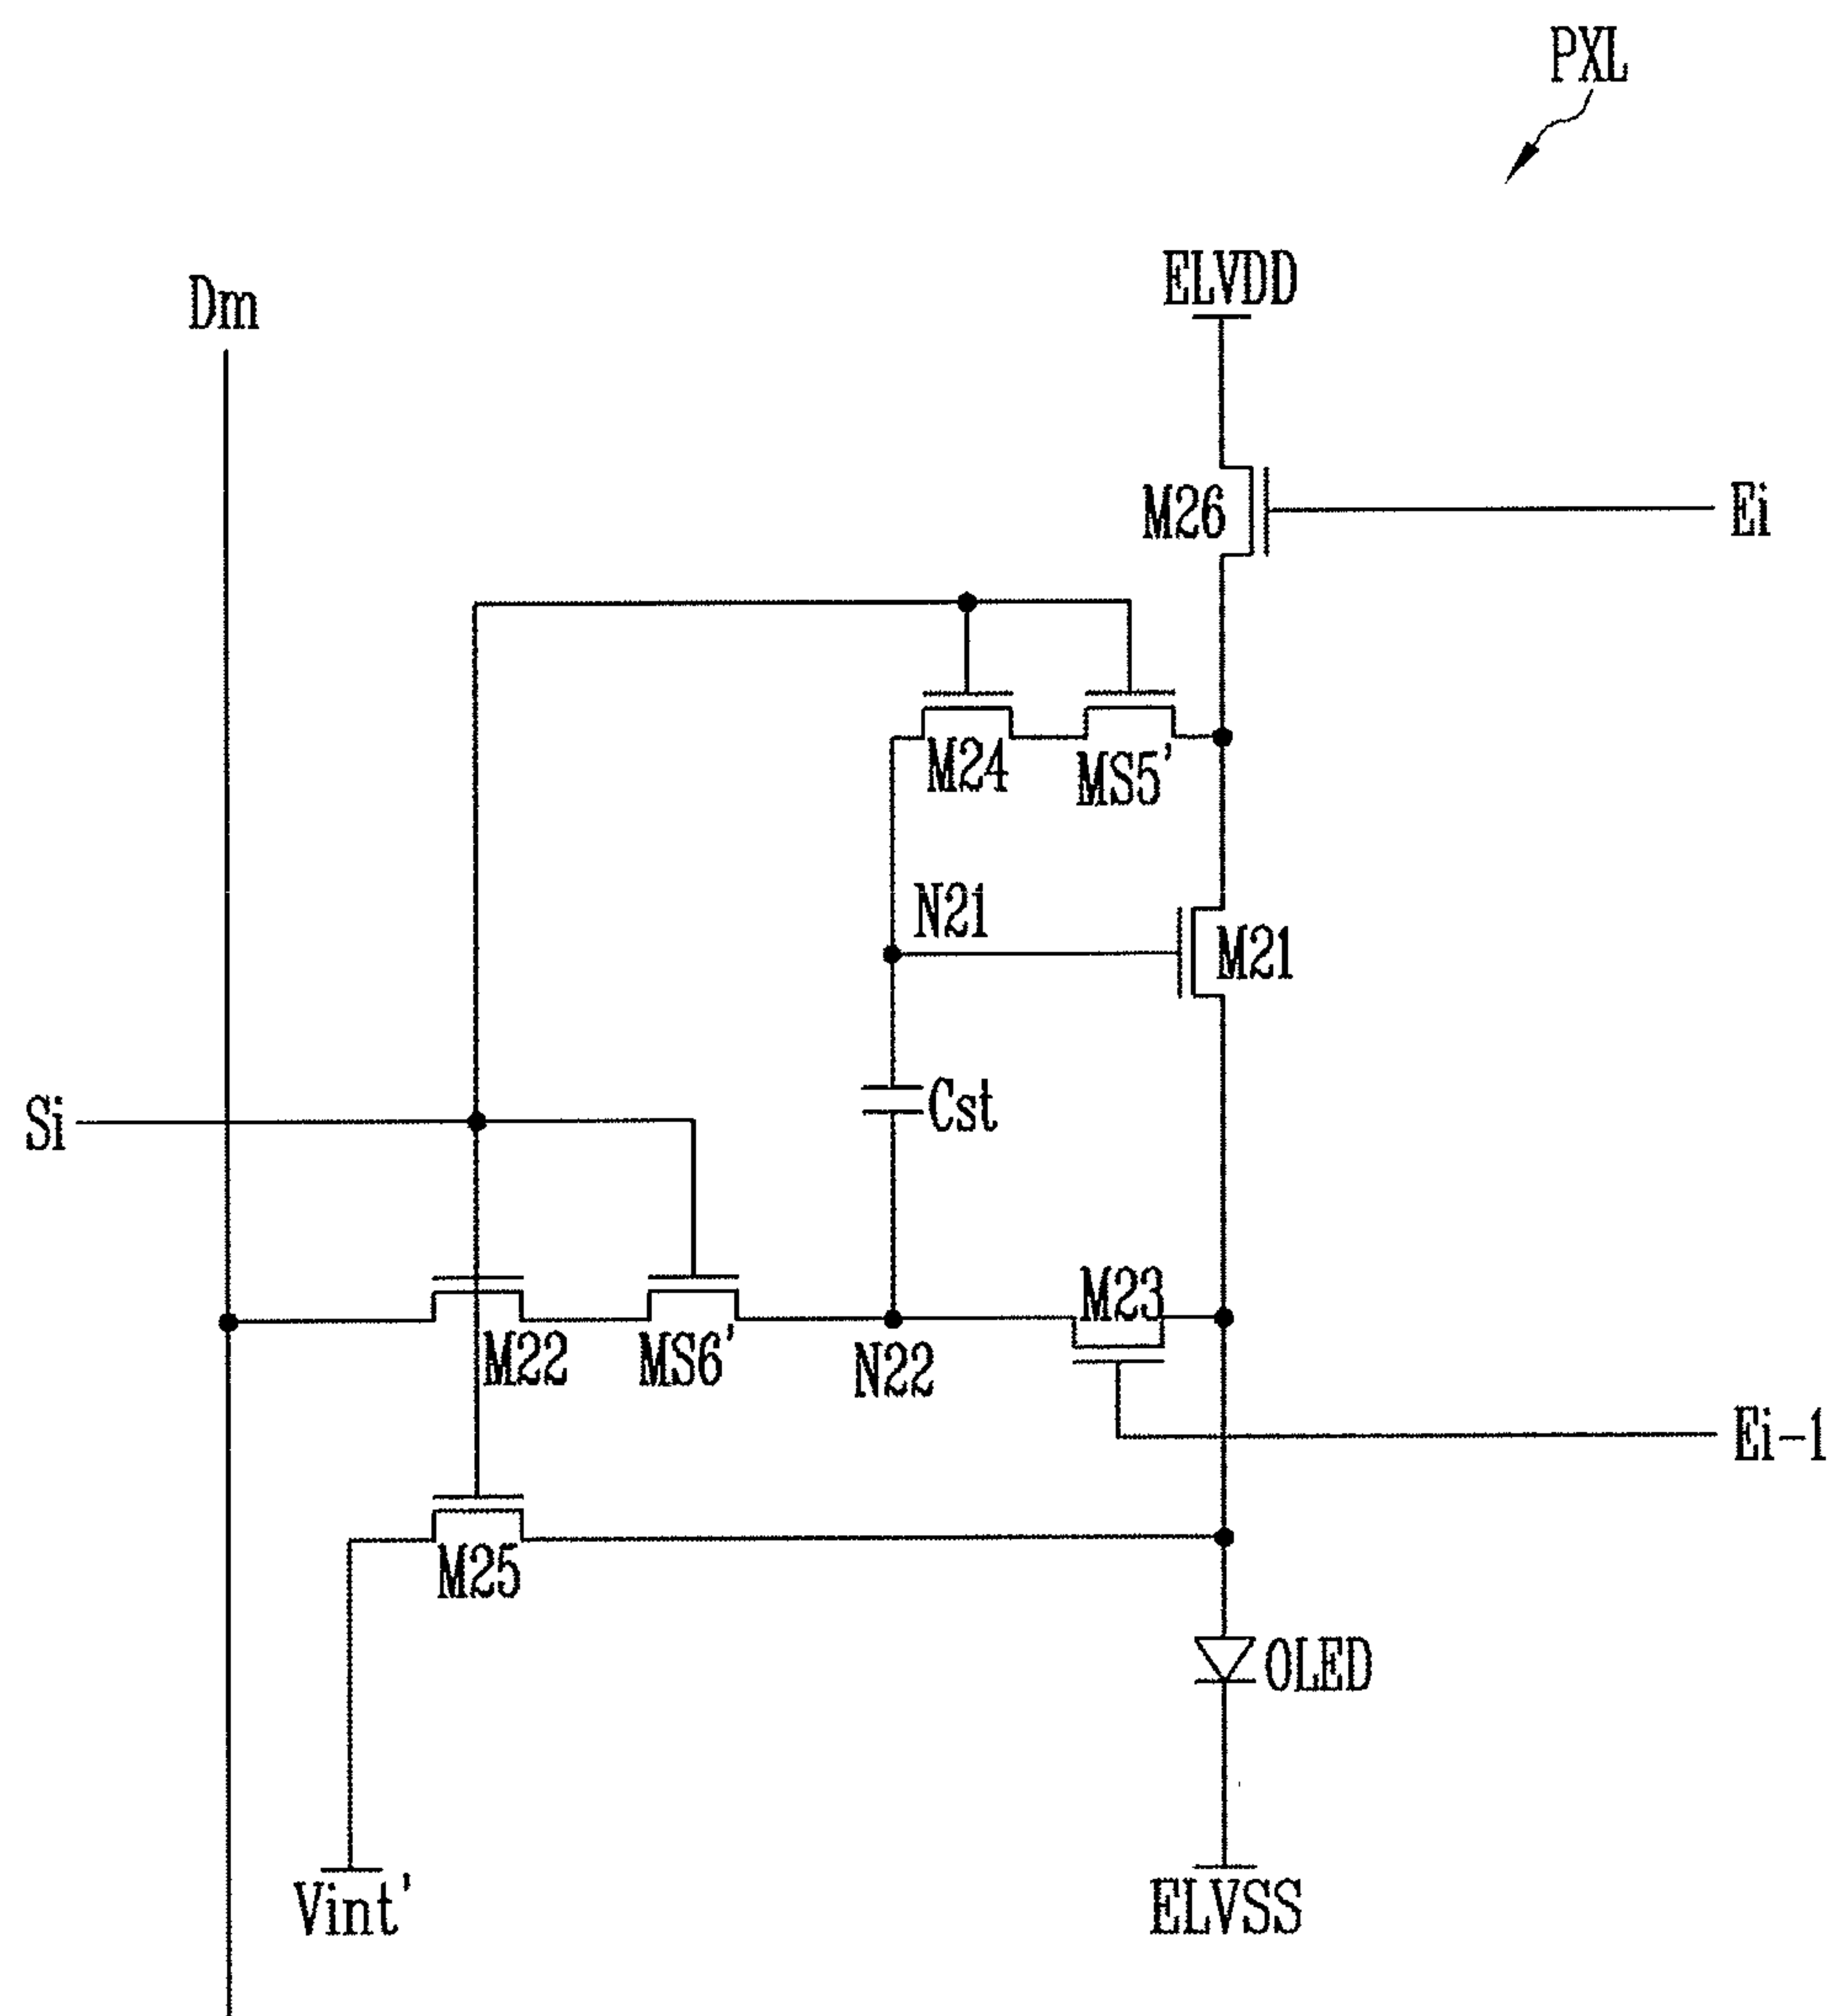 PXL
ELVDD
Dm
M26
Ei
M24
MS5'
N21
M21
Cst
Si
M23
M22
MS6'
N22
Ei-1
M25
OLED
Vint'
ELVSS